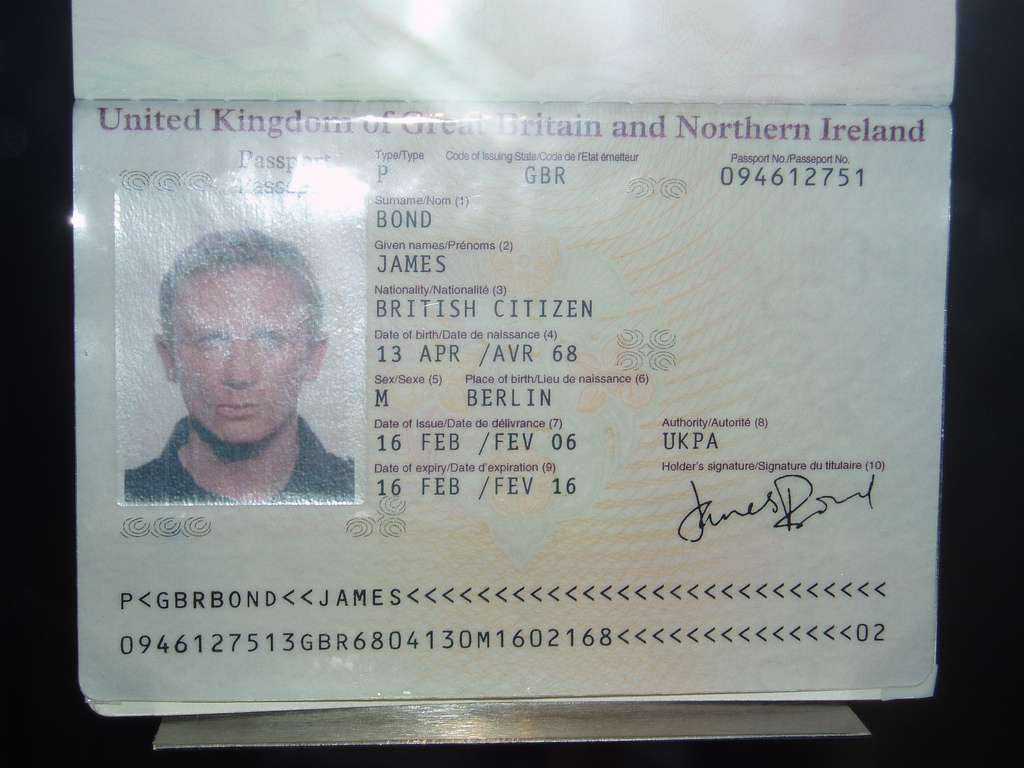 United Kingdom of Great Britain and Northern Ireland
Passport
Passeport
Type/Type Code of Issuing State/Code de l'Etat émetteur Passport No./Passeport No.
P GBR 094612751
Surname/Nom (1)
BOND
Given names/Prénoms (2)
JAMES
Nationality/Nationalité (3)
BRITISH CITIZEN
Date of birth/Date de naissance (4)
13 APR /AVR 68
Sex/Sexe (5) Place of birth/Lieu de naissance (6)
M BERLIN
Date of Issue/Date de délivrance (7) Authority/Autorité (8)
16 FEB /FEV 06 UKPA
Date of expiry/Date d'expiration (9) Holder's signature/Signature du titulaire (10)
16 FEB /FEV 16
James Bond
P<GBRBOND<<JAMES<<<<<<<<<<<<<<<<<<<<<<<<<<<<
0946127513GBR6804130M1602168<<<<<<<<<<<<<<02